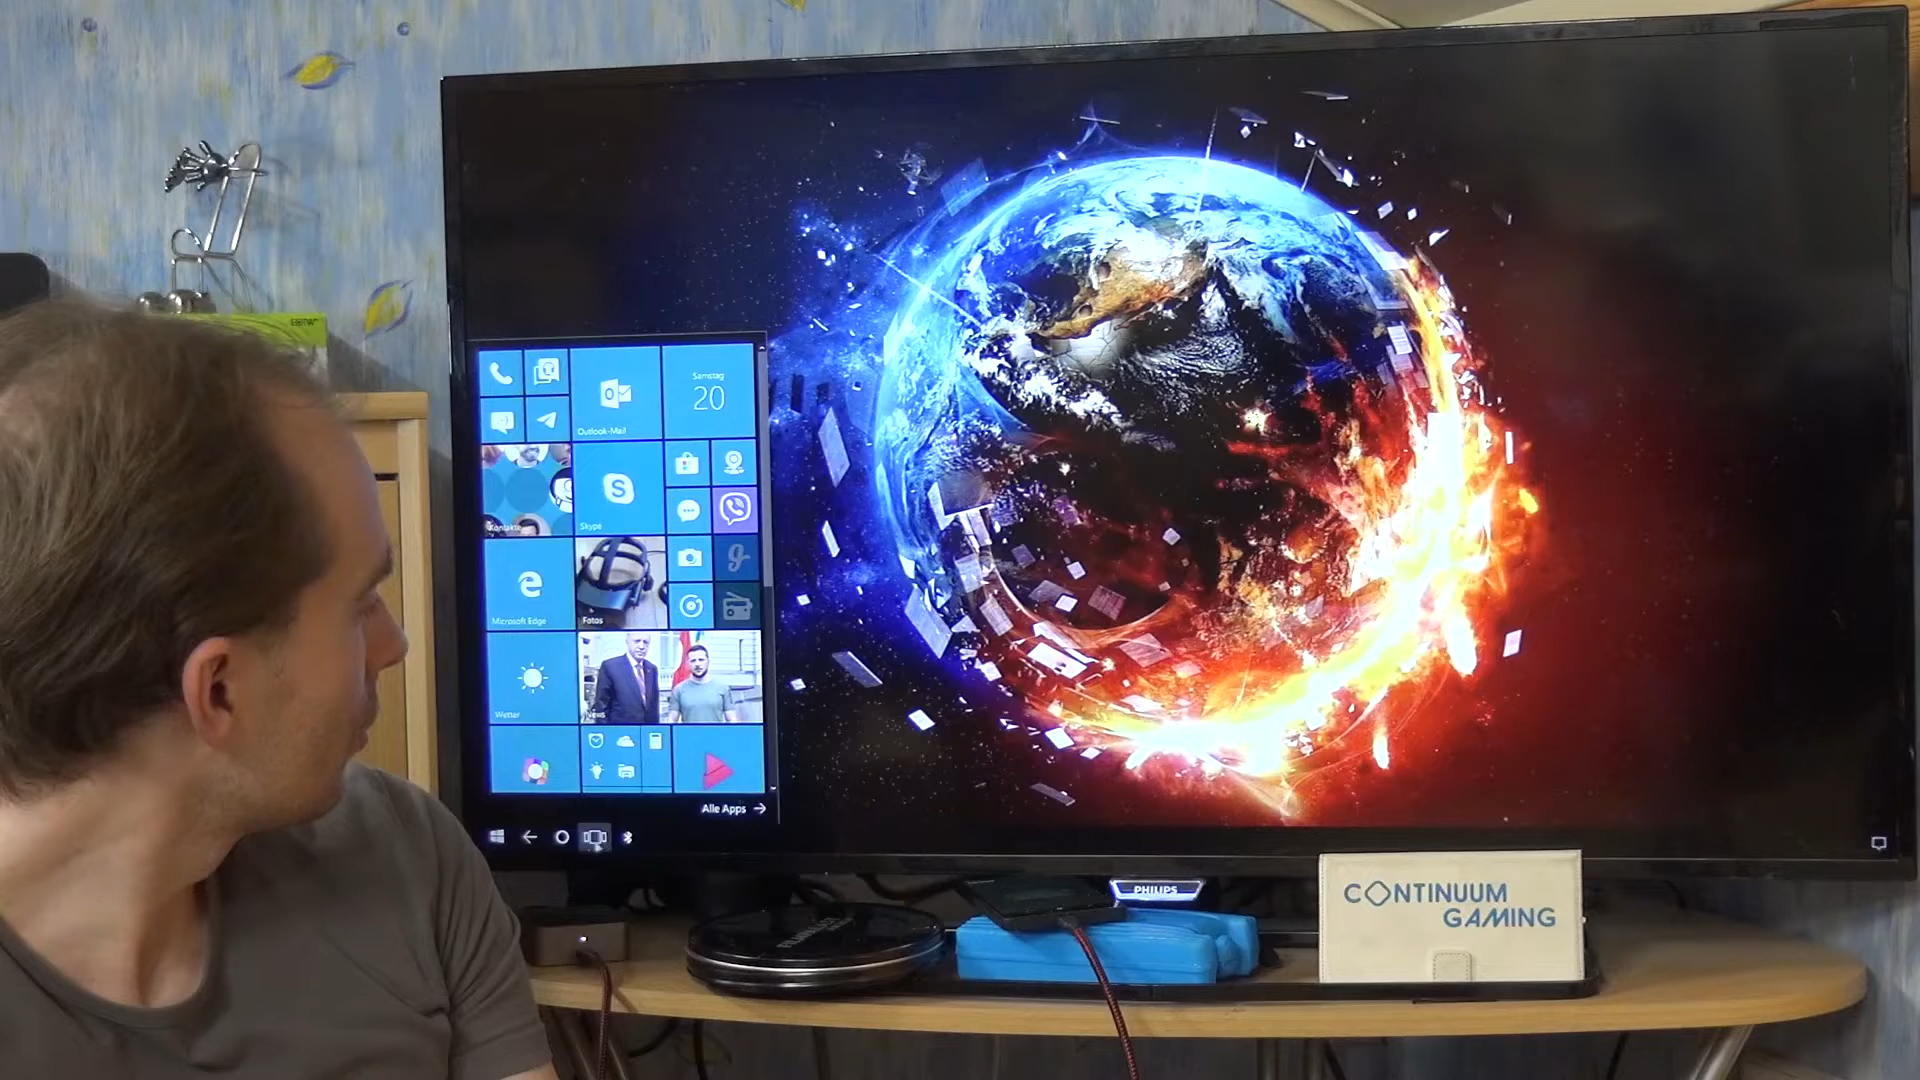 Samstag
20
Outlook-Mail
Kontakte
Skype
Microsoft Edge
Fotos
Wetter
News
Alle Apps
PHILIPS
CONTINUUM
GAMING